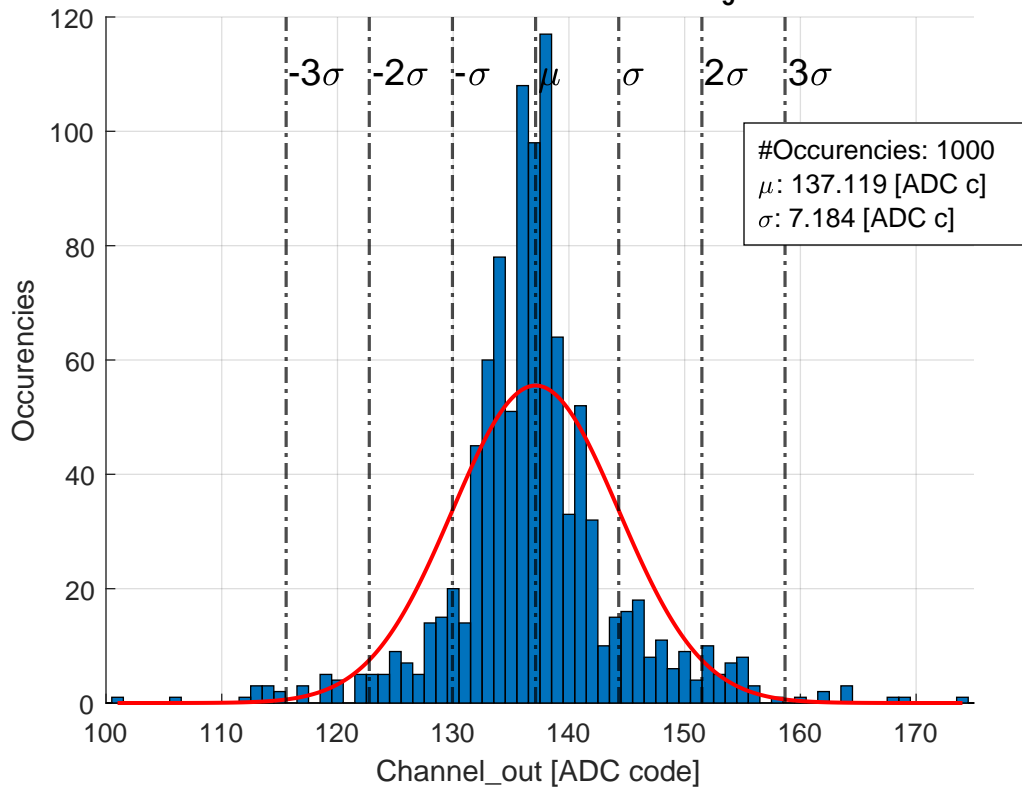 120
100
80
60
40
20
0
-3σ -2σ -σ μ σ 2σ 3σ
#Occurencies: 1000
μ: 137.119 [ADC c]
σ: 7.184 [ADC c]
Occurencies
100 110 120 130 140 150 160 170
Channel_out [ADC code]